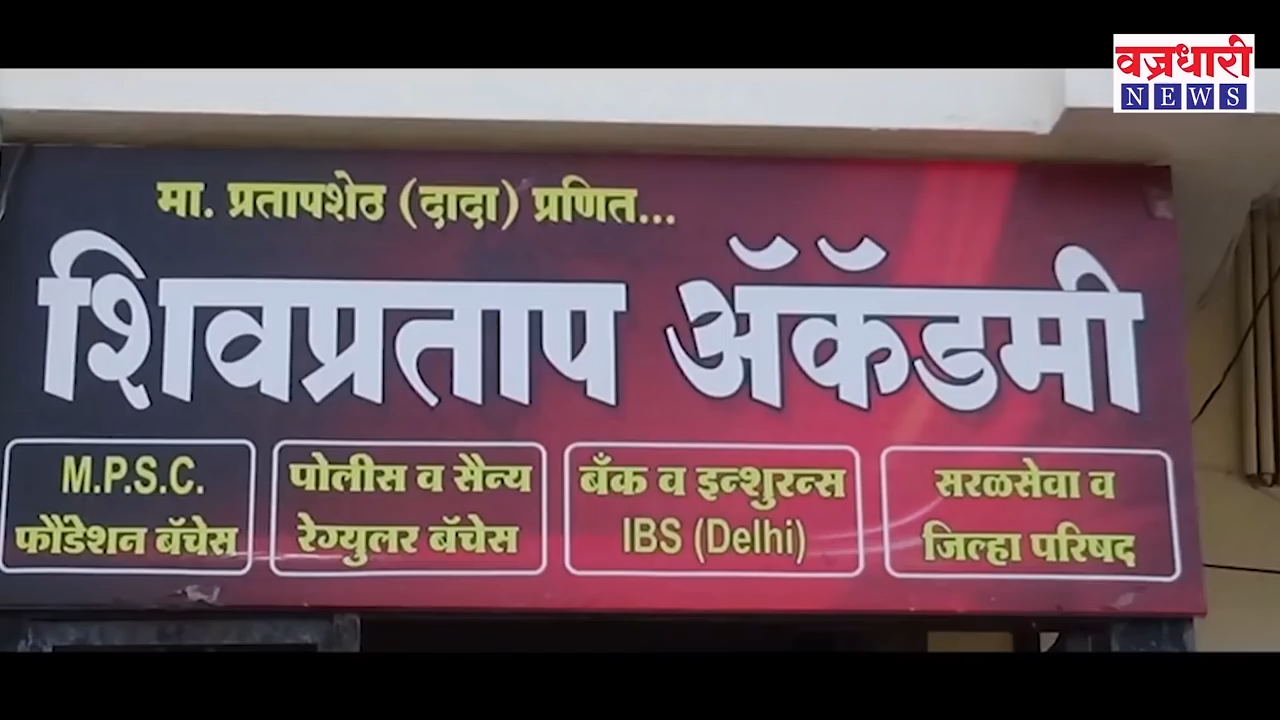 वज्रधारी
NEWS
मा. प्रतापशेठ (दादा) प्रणित...
शिवप्रताप ॲकॅडमी
M.P.S.C.
फौंडेशन बॅचेस
पोलीस व सैन्य
रेग्युलर बॅचेस
बँक व इन्शुरन्स
IBS (Delhi)
सरळसेवा व
जिल्हा परिषद